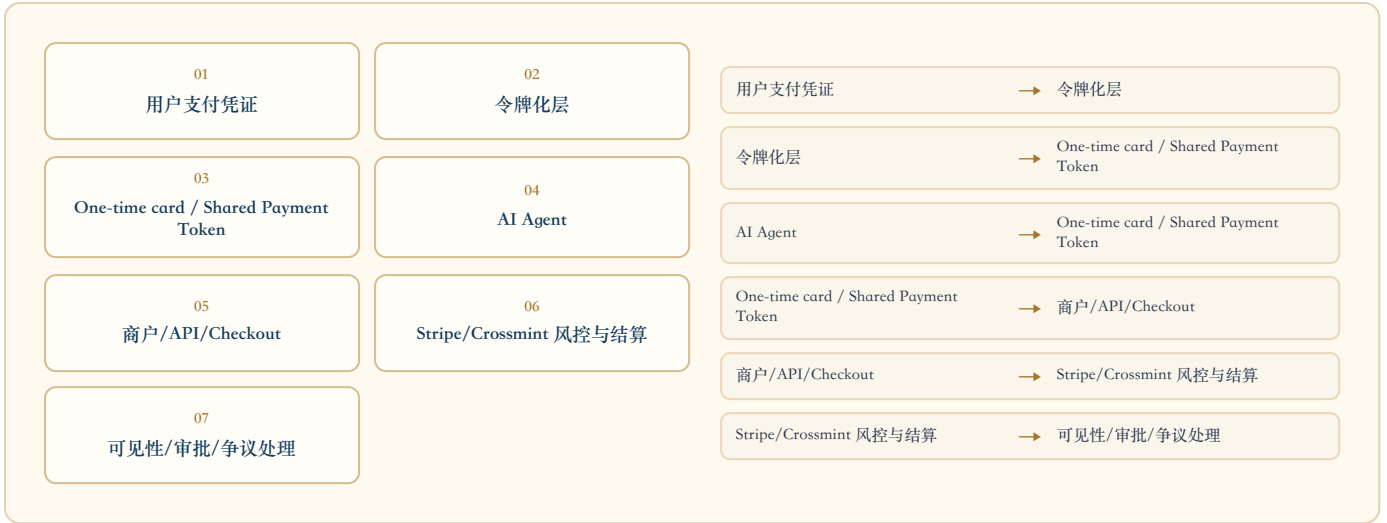 01
用户支付凭证
02
令牌化层
03
One-time card / Shared Payment
Token
04
AI Agent
05
商户/API/Checkout
06
Stripe/Crossmint 风控与结算
07
可见性/审批/争议处理
用户支付凭证 → 令牌化层
令牌化层 → One-time card / Shared Payment
Token
AI Agent → One-time card / Shared Payment
Token
One-time card / Shared Payment
Token → 商户/API/Checkout
商户/API/Checkout → Stripe/Crossmint 风控与结算
Stripe/Crossmint 风控与结算 → 可见性/审批/争议处理